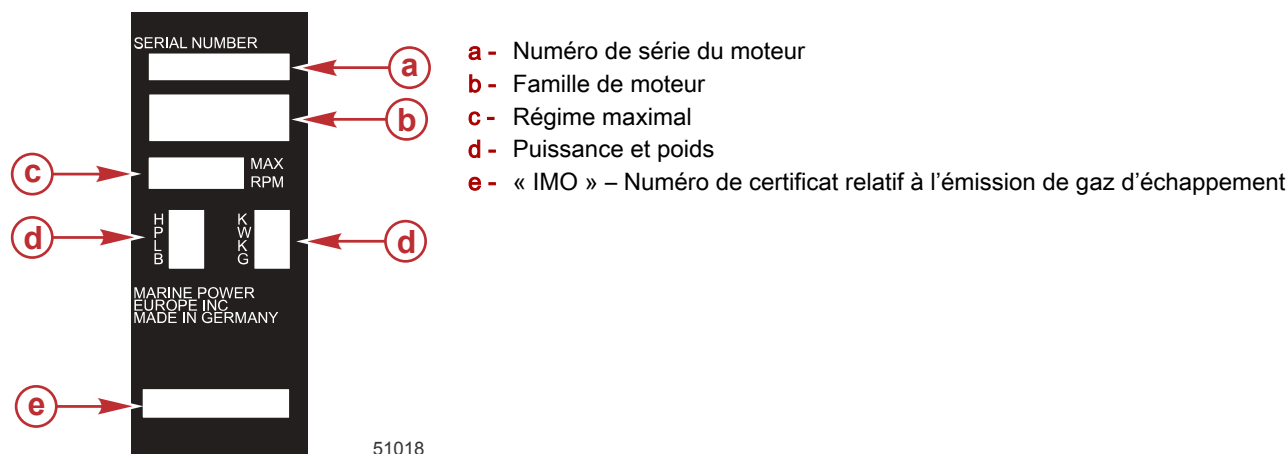 SERIAL NUMBER
a
b
c
MAX
RPM
d
H
P
L
B
K
W
K
G
d
MARINE POWER
EUROPE INC
MADE IN GERMANY
e
51018
a - Numéro de série du moteur
b - Famille de moteur
c - Régime maximal
d - Puissance et poids
e - « IMO » – Numéro de certificat relatif à l’émission de gaz d’échappement